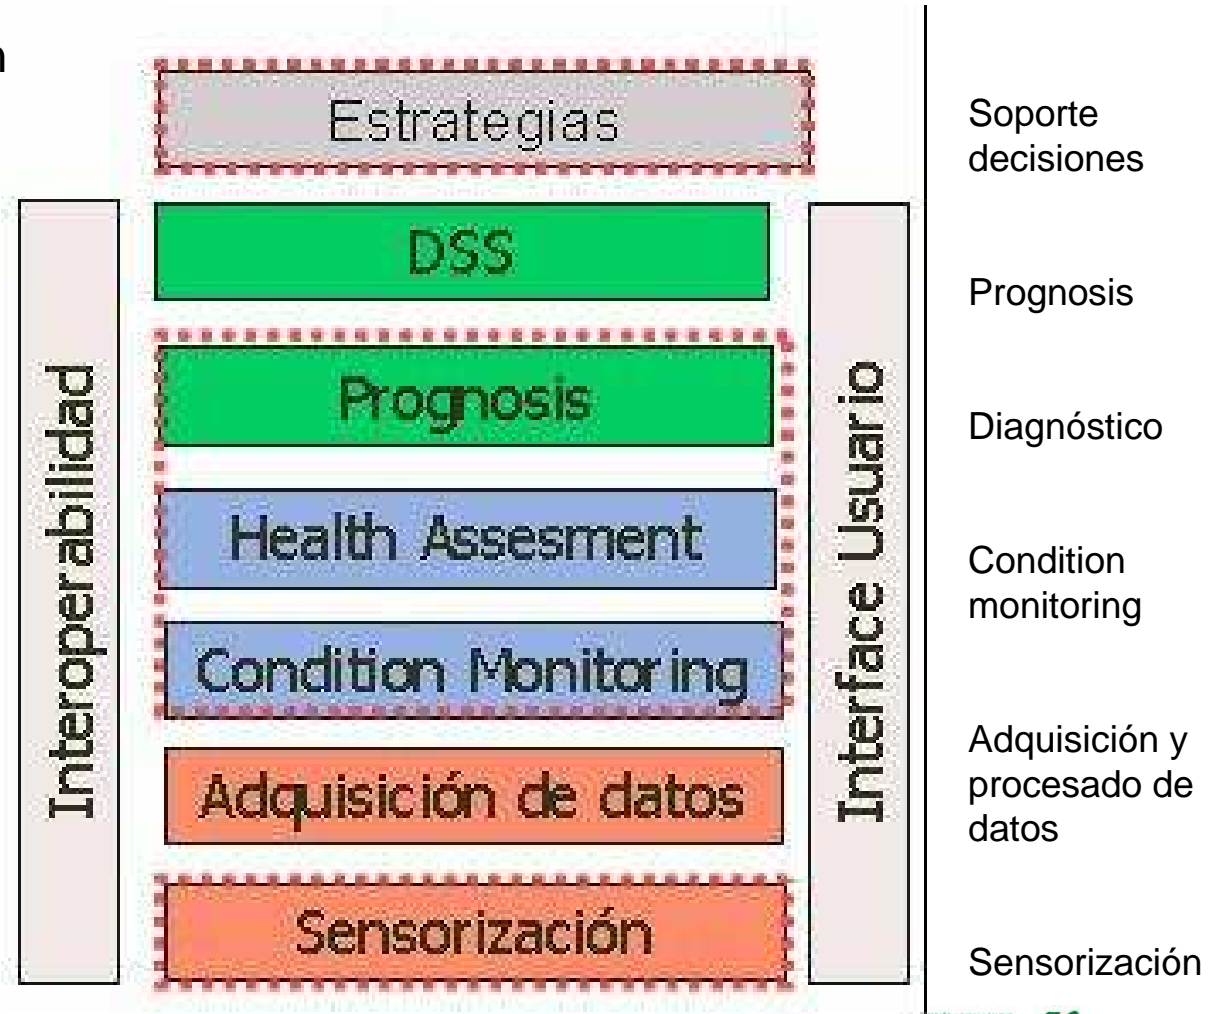 Estrategias
DSS
Prognosis
Health Assesment
Condition Monitoring
Adquisición de datos
Sensorización
Interoperabilidad
Interface Usuario
Soporte
decisiones
Prognosis
Diagnóstico
Condition
monitoring
Adquisición y
procesado de
datos
Sensorización